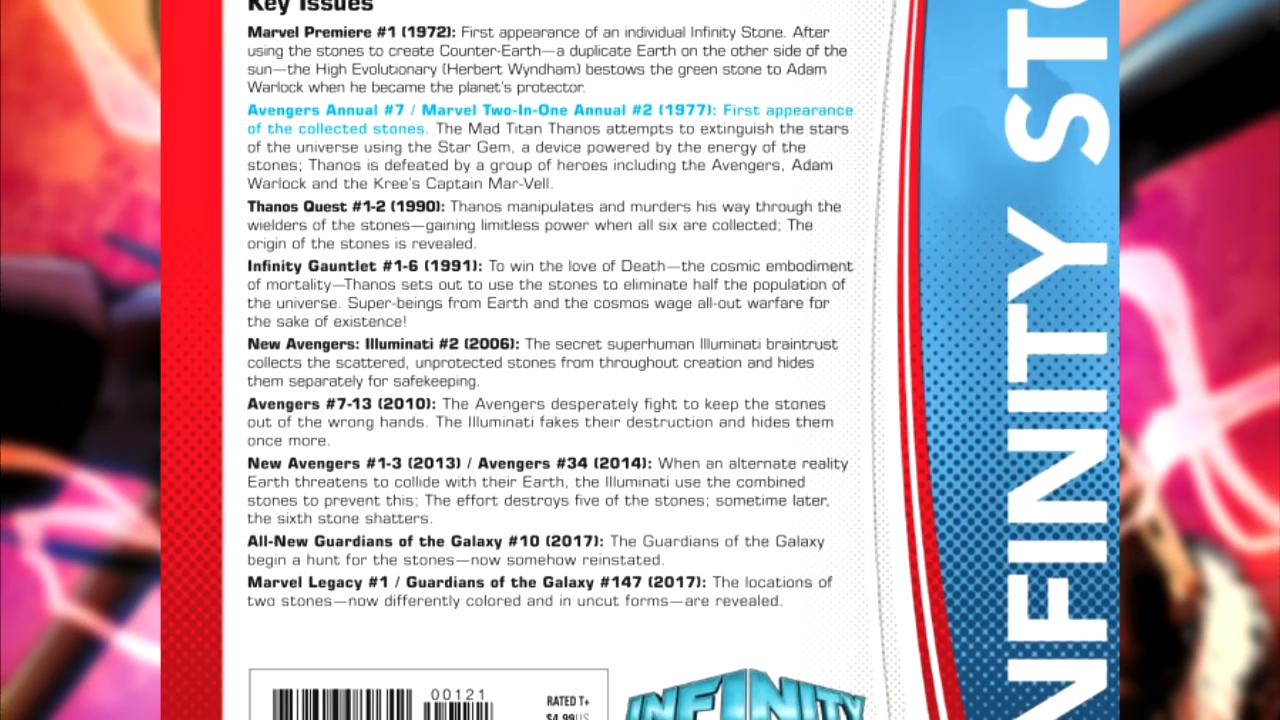 Key Issues
Marvel Premiere #1 (1972): First appearance of an individual Infinity Stone. After
using the stones to create Counter-Earth—a duplicate Earth on the other side of the
sun—the High Evolutionary (Herbert Wyndham) bestows the green stone to Adam
Warlock when he became the planet's protector.
Avengers Annual #7 / Marvel Two-In-One Annual #2 (1977): First appearance
of the collected stones. The Mad Titan Thanos attempts to extinguish the stars
of the universe using the Star Gem, a device powered by the energy of the
stones; Thanos is defeated by a group of heroes including the Avengers, Adam
Warlock and the Kree's Captain Mar-Vell.
Thanos Quest #1-2 (1990): Thanos manipulates and murders his way through the
wielders of the stones—gaining limitless power when all six are collected; The
origin of the stones is revealed.
Infinity Gauntlet #1-6 (1991): To win the love of Death—the cosmic embodiment
of mortality—Thanos sets out to use the stones to eliminate half the population of
the universe. Super-beings from Earth and the cosmos wage all-out warfare for
the sake of existence!
New Avengers: Illuminati #2 (2006): The secret superhuman Illuminati braintrust
collects the scattered, unprotected stones from throughout creation and hides
them separately for safekeeping.
Avengers #7-13 (2010): The Avengers desperately fight to keep the stones
out of the wrong hands. The Illuminati fakes their destruction and hides them
once more.
New Avengers #1-3 (2013) / Avengers #34 (2014): When an alternate reality
Earth threatens to collide with their Earth, the Illuminati use the combined
stones to prevent this; The effort destroys five of the stones; sometime later,
the sixth stone shatters.
All-New Guardians of the Galaxy #10 (2017): The Guardians of the Galaxy
begin a hunt for the stones—now somehow reinstated.
Marvel Legacy #1 / Guardians of the Galaxy #147 (2017): The locations of
two stones—now differently colored and in uncut forms—are revealed.
00121
RATED T+
$4.99US
INFINITY
NFINITY STO